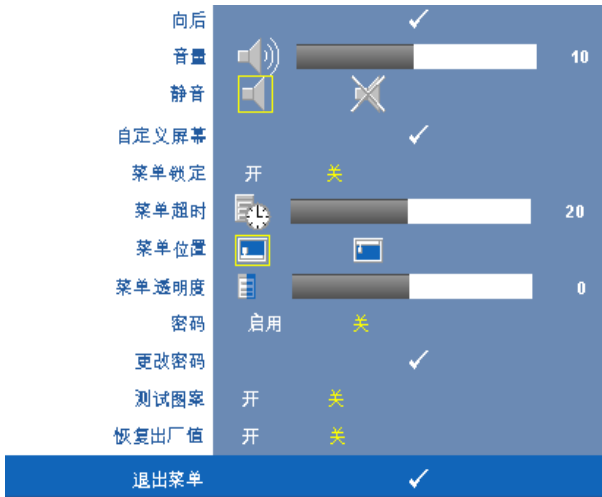 向后
音量 10
静音
自定义屏幕
菜单锁定 开 关
菜单超时 20
菜单位置
菜单透明度 0
密码 启用 关
更改密码
测试图案 开 关
恢复出厂值 开 关
退出菜单